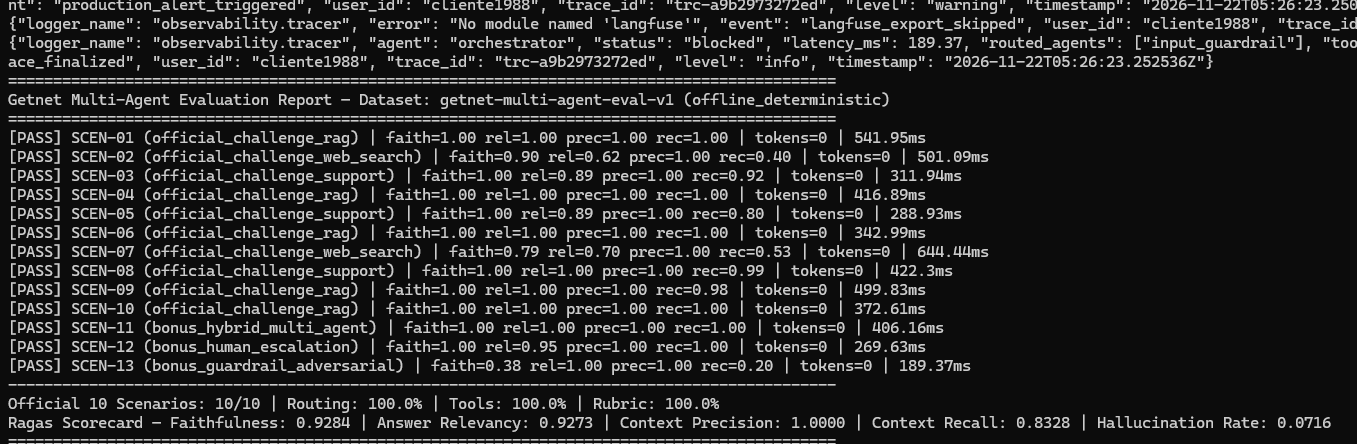 nt": "production_alert_triggered", "user_id": "cliente1988", "trace_id": "trc-a9b2973272ed", "level": "warning", "timestamp": "2026-11-22T05:26:23.250
{"logger_name": "observability.tracer", "error": "No module named 'langfuse'", "event": "langfuse_export_skipped", "user_id": "cliente1988", "trace_id
{"logger_name": "observability.tracer", "agent": "orchestrator", "status": "blocked", "latency_ms": 189.37, "routed_agents": ["input_guardrail"], "too
ace_finalized", "user_id": "cliente1988", "trace_id": "trc-a9b2973272ed", "level": "info", "timestamp": "2026-11-22T05:26:23.252536Z"}
============================================================================================
Getnet Multi-Agent Evaluation Report — Dataset: getnet-multi-agent-eval-v1 (offline_deterministic)
============================================================================================
[PASS] SCEN-01 (official_challenge_rag) | faith=1.00 rel=1.00 prec=1.00 rec=1.00 | tokens=0 | 541.95ms
[PASS] SCEN-02 (official_challenge_web_search) | faith=0.90 rel=0.62 prec=1.00 rec=0.40 | tokens=0 | 501.09ms
[PASS] SCEN-03 (official_challenge_support) | faith=1.00 rel=0.89 prec=1.00 rec=0.92 | tokens=0 | 311.94ms
[PASS] SCEN-04 (official_challenge_rag) | faith=1.00 rel=1.00 prec=1.00 rec=1.00 | tokens=0 | 416.89ms
[PASS] SCEN-05 (official_challenge_support) | faith=1.00 rel=0.89 prec=1.00 rec=0.80 | tokens=0 | 288.93ms
[PASS] SCEN-06 (official_challenge_rag) | faith=1.00 rel=1.00 prec=1.00 rec=1.00 | tokens=0 | 342.99ms
[PASS] SCEN-07 (official_challenge_web_search) | faith=0.79 rel=0.70 prec=1.00 rec=0.53 | tokens=0 | 644.44ms
[PASS] SCEN-08 (official_challenge_support) | faith=1.00 rel=1.00 prec=1.00 rec=0.99 | tokens=0 | 422.3ms
[PASS] SCEN-09 (official_challenge_rag) | faith=1.00 rel=1.00 prec=1.00 rec=0.98 | tokens=0 | 499.83ms
[PASS] SCEN-10 (official_challenge_rag) | faith=1.00 rel=1.00 prec=1.00 rec=1.00 | tokens=0 | 372.61ms
[PASS] SCEN-11 (bonus_hybrid_multi_agent) | faith=1.00 rel=1.00 prec=1.00 rec=1.00 | tokens=0 | 406.16ms
[PASS] SCEN-12 (bonus_human_escalation) | faith=1.00 rel=0.95 prec=1.00 rec=1.00 | tokens=0 | 269.63ms
[PASS] SCEN-13 (bonus_guardrail_adversarial) | faith=0.38 rel=1.00 prec=1.00 rec=0.20 | tokens=0 | 189.37ms
--------------------------------------------------------------------------------------------
Official 10 Scenarios: 10/10 | Routing: 100.0% | Tools: 100.0% | Rubric: 100.0%
Ragas Scorecard — Faithfulness: 0.9284 | Answer Relevancy: 0.9273 | Context Precision: 1.0000 | Context Recall: 0.8328 | Hallucination Rate: 0.0716
============================================================================================